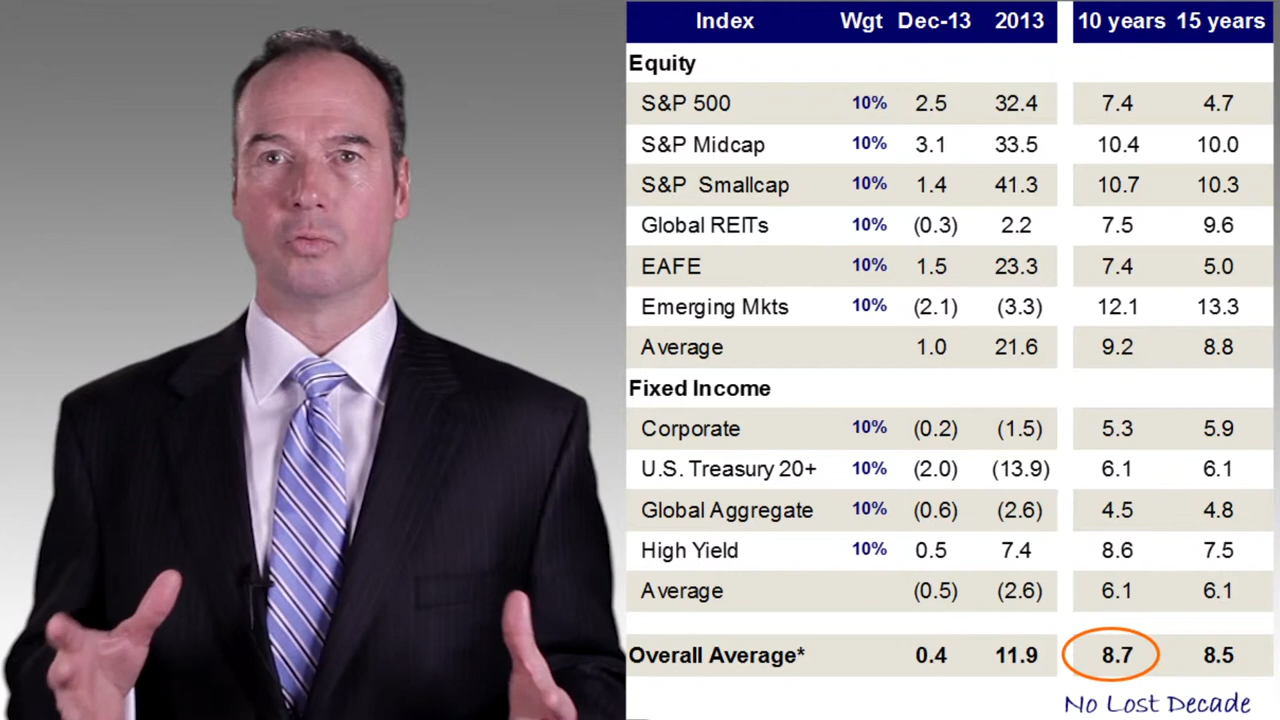 Index Wgt Dec-13 2013 10 years 15 years
Equity
S&P 500 10% 2.5 32.4 7.4 4.7
S&P Midcap 10% 3.1 33.5 10.4 10.0
S&P Smallcap 10% 1.4 41.3 10.7 10.3
Global REITs 10% (0.3) 2.2 7.5 9.6
EAFE 10% 1.5 23.3 7.4 5.0
Emerging Mkts 10% (2.1) (3.3) 12.1 13.3
Average 1.0 21.6 9.2 8.8
Fixed Income
Corporate 10% (0.2) (1.5) 5.3 5.9
U.S. Treasury 20+ 10% (2.0) (13.9) 6.1 6.1
Global Aggregate 10% (0.6) (2.6) 4.5 4.8
High Yield 10% 0.5 7.4 8.6 7.5
Average (0.5) (2.6) 6.1 6.1
Overall Average* 0.4 11.9 8.7 8.5
No Lost Decade